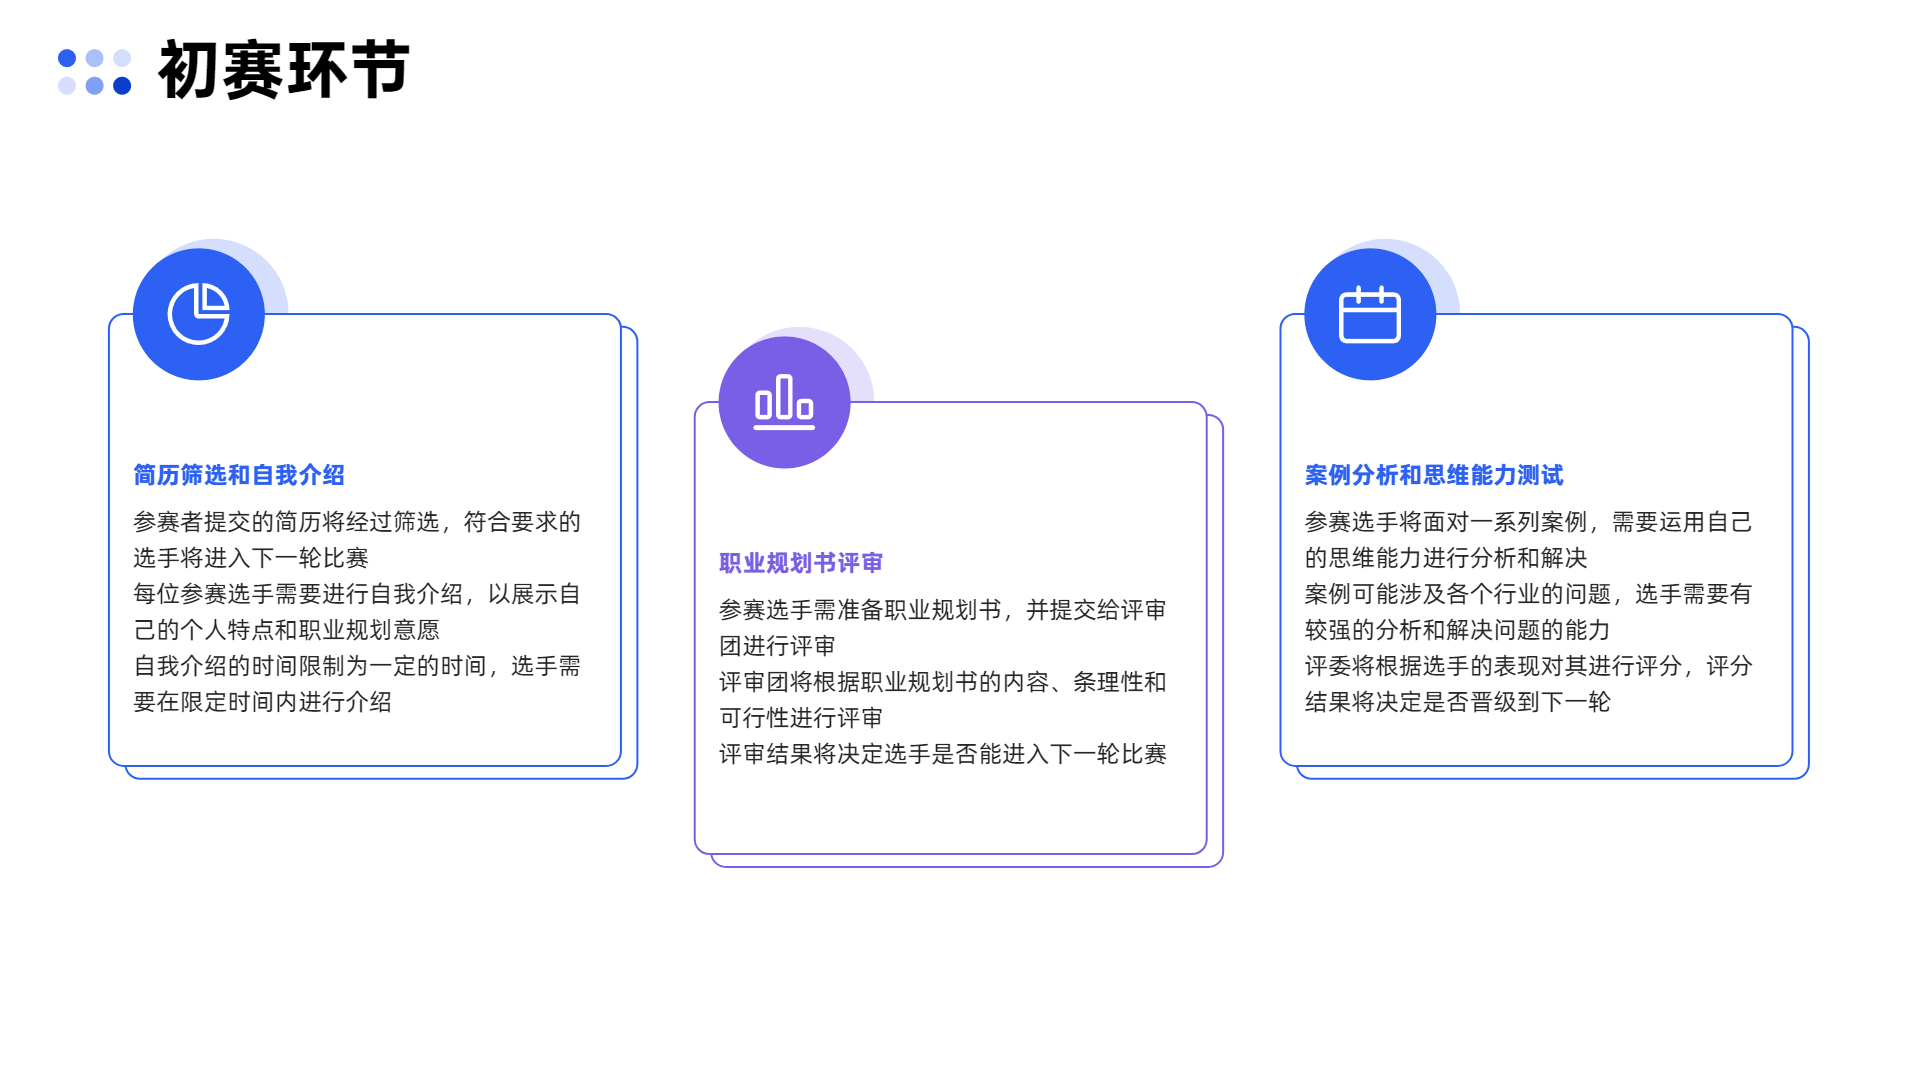 初赛环节
简历筛选和自我介绍
参赛者提交的简历将经过筛选，符合要求的
选手将进入下一轮比赛
每位参赛选手需要进行自我介绍，以展示自
己的个人特点和职业规划意愿
自我介绍的时间限制为一定的时间，选手需
要在限定时间内进行介绍
职业规划书评审
参赛选手需准备职业规划书，并提交给评审
团进行评审
评审团将根据职业规划书的内容、条理性和
可行性进行评审
评审结果将决定选手是否能进入下一轮比赛
案例分析和思维能力测试
参赛选手将面对一系列案例，需要运用自己
的思维能力进行分析和解决
案例可能涉及各个行业的问题，选手需要有
较强的分析和解决问题的能力
评委将根据选手的表现对其进行评分，评分
结果将决定是否晋级到下一轮